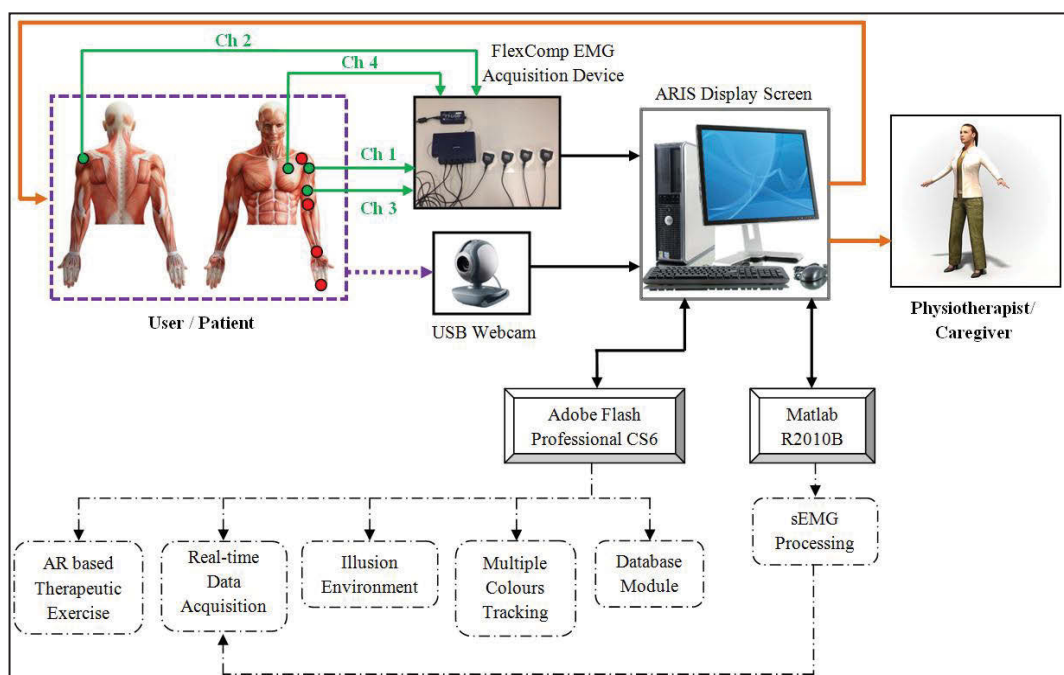 Ch 2
Ch 4
FlexComp EMG
Acquisition Device
ARIS Display Screen
Ch 1
Ch 3
User / Patient
USB Webcam
Physiotherapist/
Caregiver
Adobe Flash
Professional CS6
Matlab
R2010B
AR based
Therapeutic
Exercise
Real-time
Data
Acquisition
Illusion
Environment
Multiple
Colours
Tracking
Database
Module
sEMG
Processing